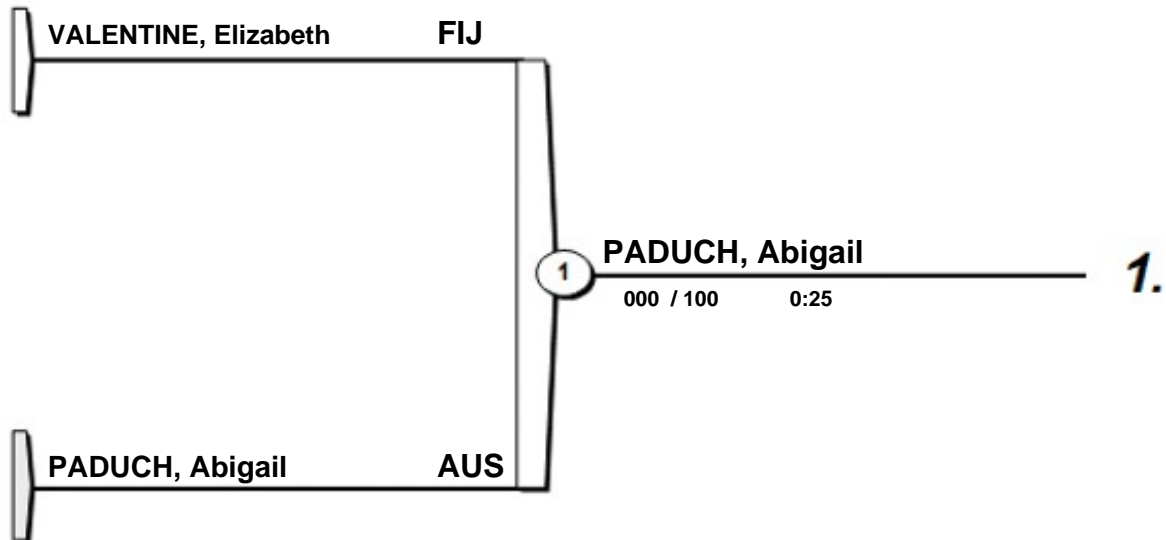 VALENTINE, Elizabeth FIJ
1
PADUCH, Abigail
1.
000 / 100 0:25
PADUCH, Abigail AUS